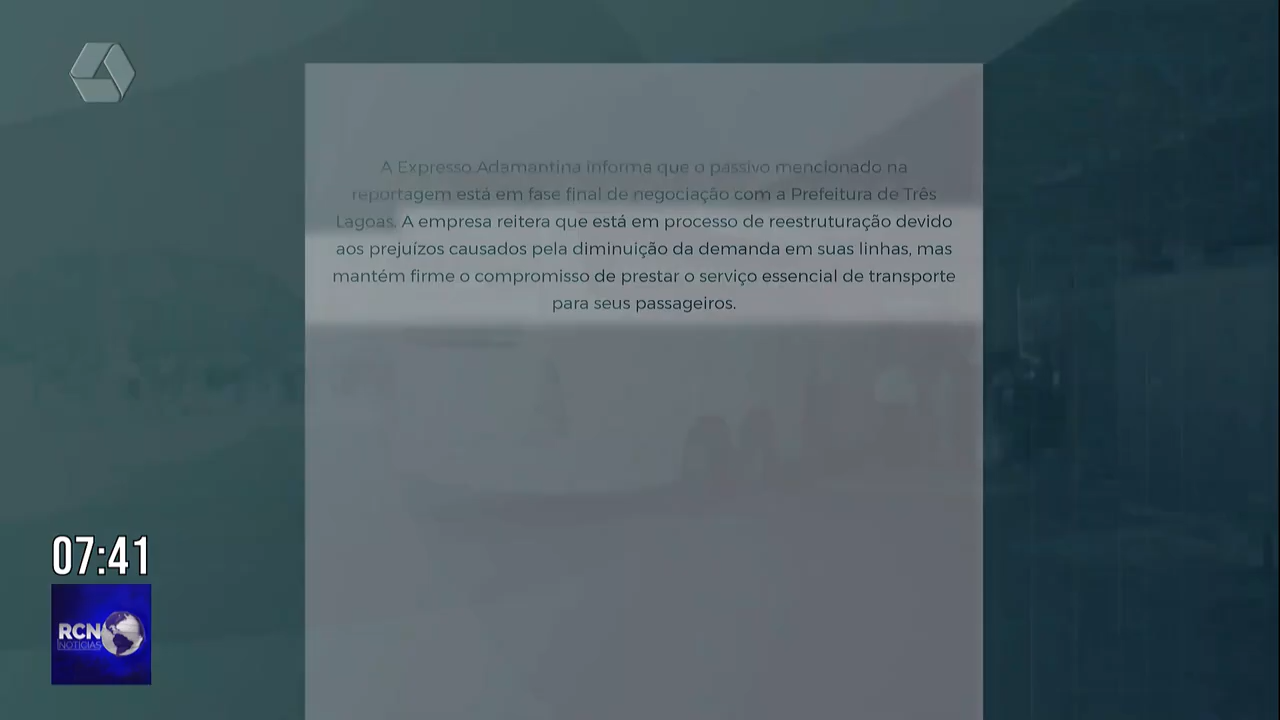 A Expresso Adamantina informa que o passivo mencionado na
reportagem está em fase final de negociação com a Prefeitura de Três
Lagoas. A empresa reitera que está em processo de reestruturação devido
aos prejuízos causados pela diminuição da demanda em suas linhas, mas
mantém firme o compromisso de prestar o serviço essencial de transporte
para seus passageiros.
07:41
RCN
NOTÍCIAS